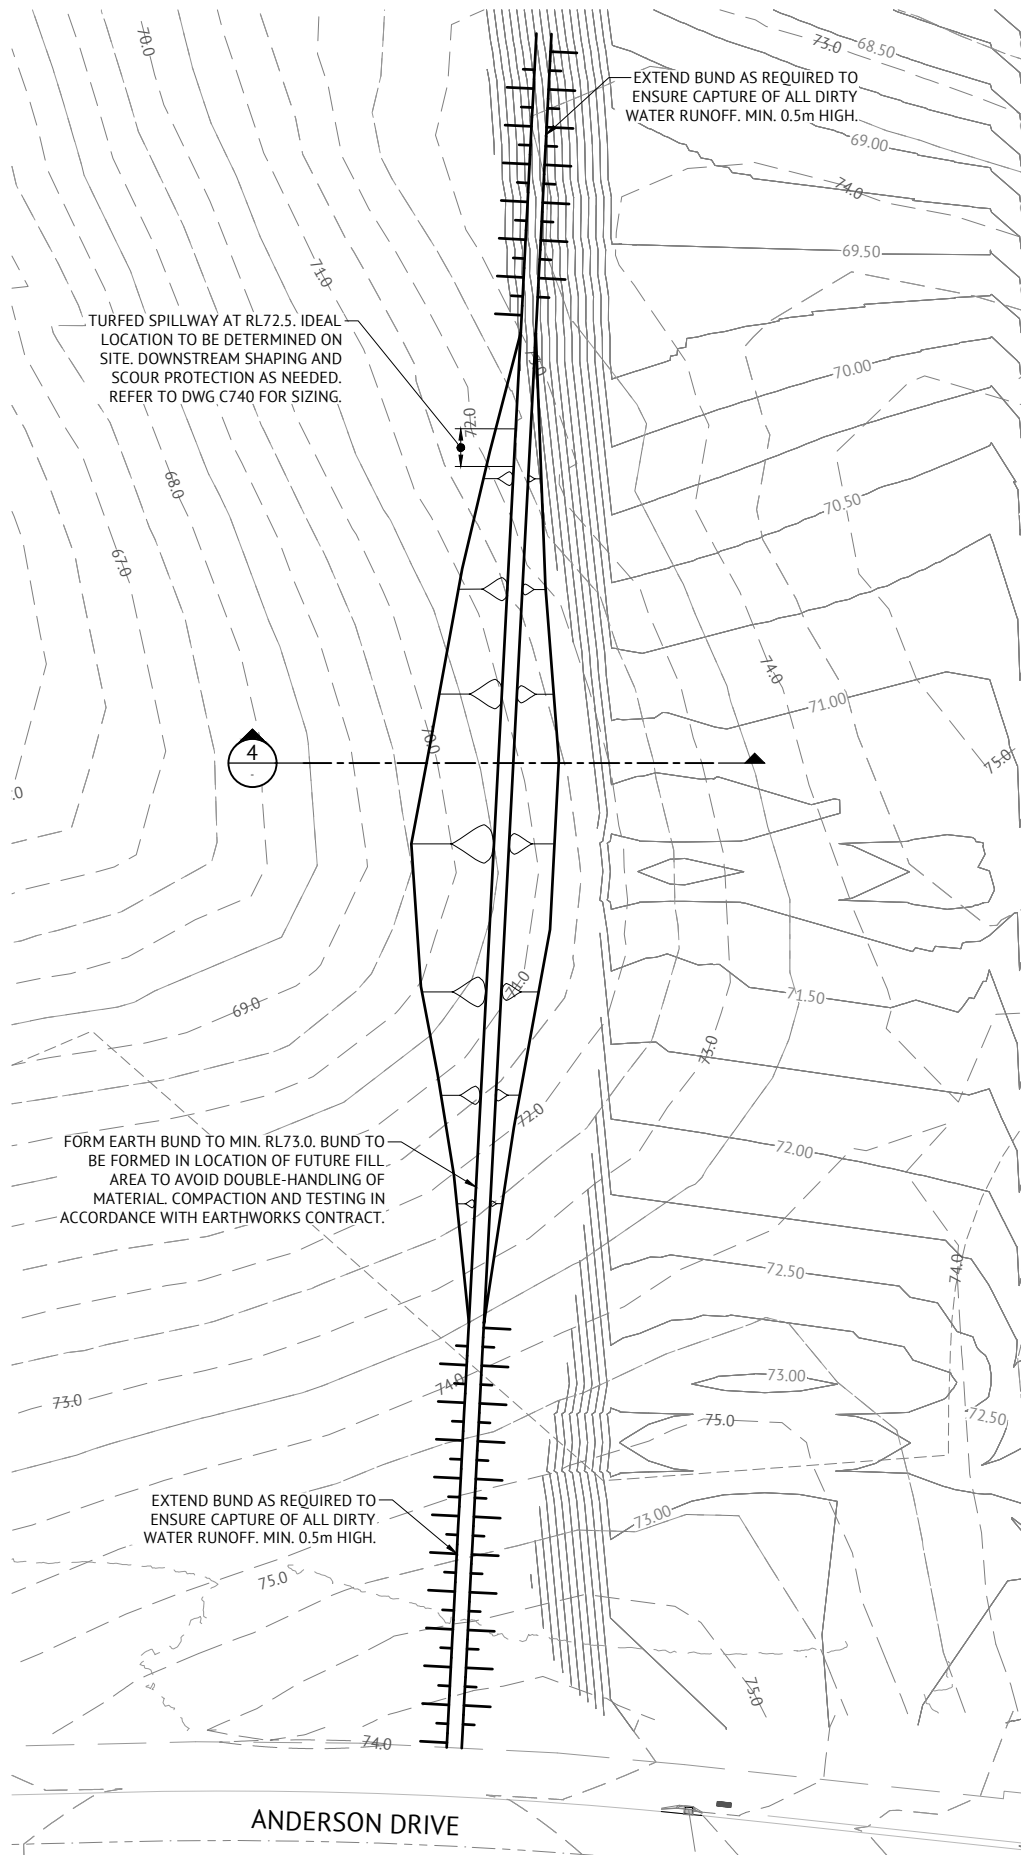 70.0
73.0
68.50
EXTEND BUND AS REQUIRED TO
ENSURE CAPTURE OF ALL DIRTY
WATER RUNOFF. MIN. 0.5m HIGH.
69.00
74.0
69.50
71.0
TURFED SPILLWAY AT RL72.5. IDEAL
LOCATION TO BE DETERMINED ON
SITE. DOWNSTREAM SHAPING AND
SCOUR PROTECTION AS NEEDED.
REFER TO DWG C740 FOR SIZING.
70.00
72.0
68.0
70.50
67.0
74.0
71.00
70.0
4
-
75.0
.0
71.0
71.50
69.0
73.0
72.0
FORM EARTH BUND TO MIN. RL73.0. BUND TO
BE FORMED IN LOCATION OF FUTURE FILL
AREA TO AVOID DOUBLE-HANDLING OF
MATERIAL. COMPACTION AND TESTING IN
ACCORDANCE WITH EARTHWORKS CONTRACT.
72.00
72.50
74.0
73.00
74.0
73.0
75.0
72.50
EXTEND BUND AS REQUIRED TO
ENSURE CAPTURE OF ALL DIRTY
WATER RUNOFF. MIN. 0.5m HIGH.
73.00
75.0
75.0
74.0
ANDERSON DRIVE